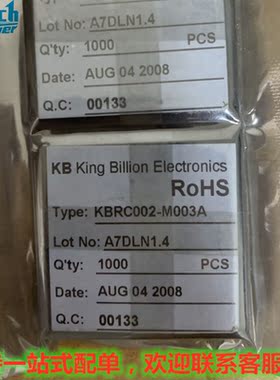 Lot No: A7DLN1.4
Q'ty: 1000 PCS
Date: AUG 04 2008
Q.C: 00133
KB King Billion Electronics
RoHS
Type: KBRC002-M003A
Lot No: A7DLN1.4
Q'ty: 1000 PCS
Date: AUG 04 2008
Q.C: 00133
一站式配单，欢迎联系客服